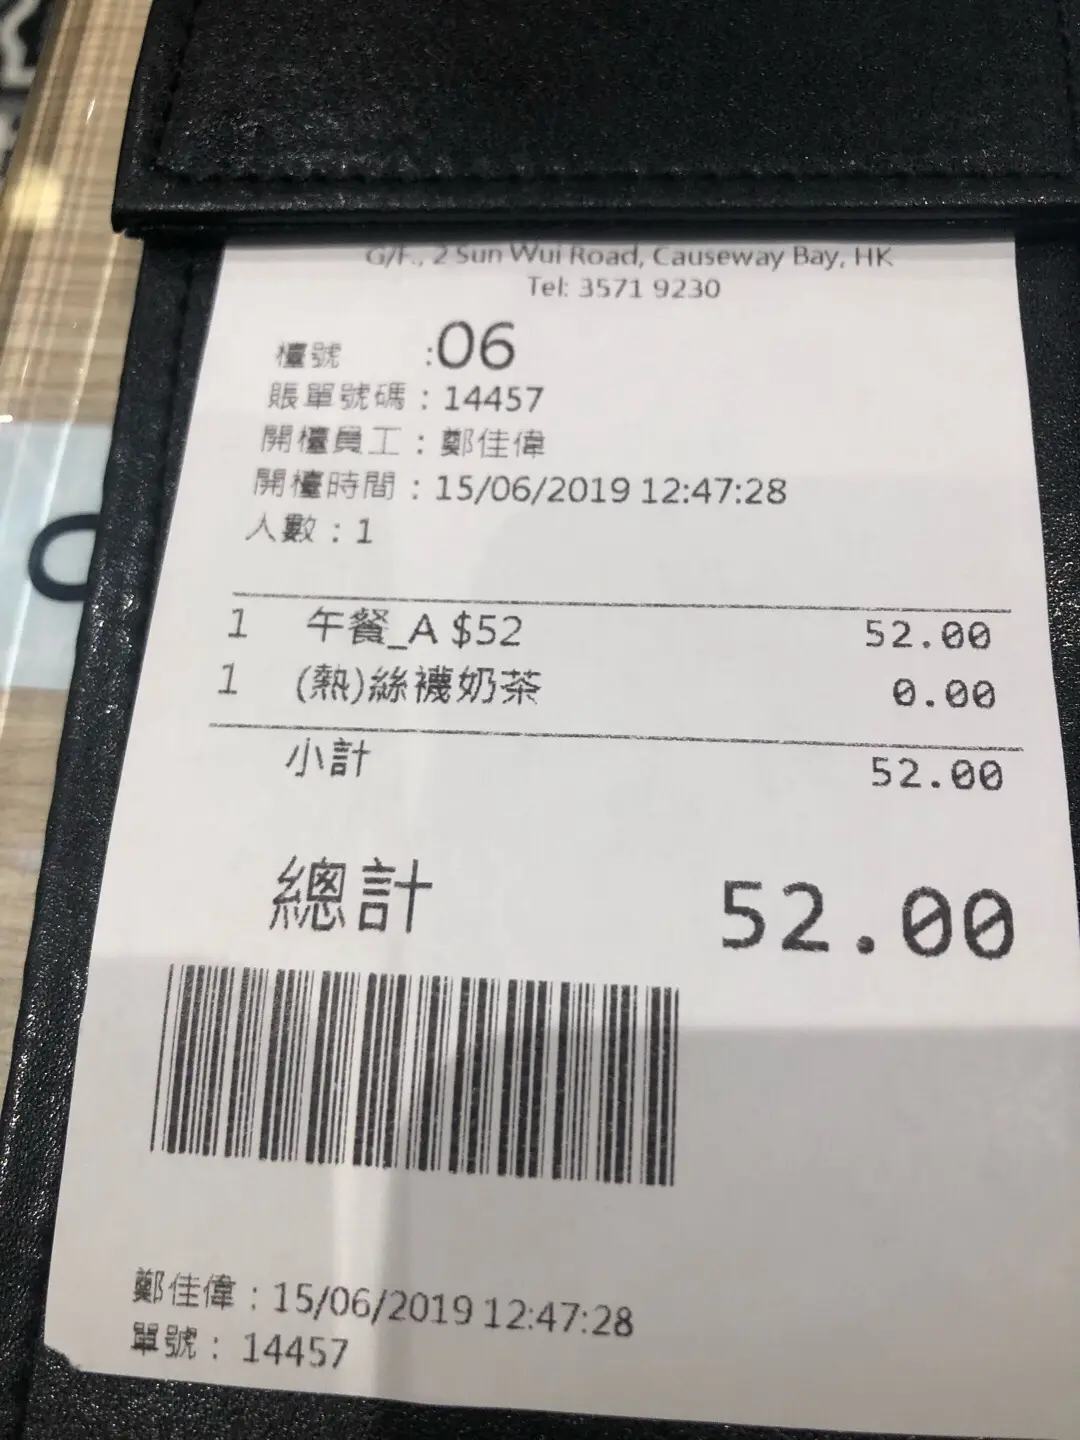 G/F., 2 Sun Wui Road, Causeway Bay, HK
Tel: 3571 9230
檯號 :06
賬單號碼 : 14457
開檯員工 : 鄭佳偉
開檯時間 : 15/06/2019 12:47:28
人數 : 1
1 午餐_A $52 52.00
1 (熱)絲襪奶茶 0.00
小計 52.00
總計 52.00
鄭佳偉 : 15/06/2019 12:47:28
單號 : 14457